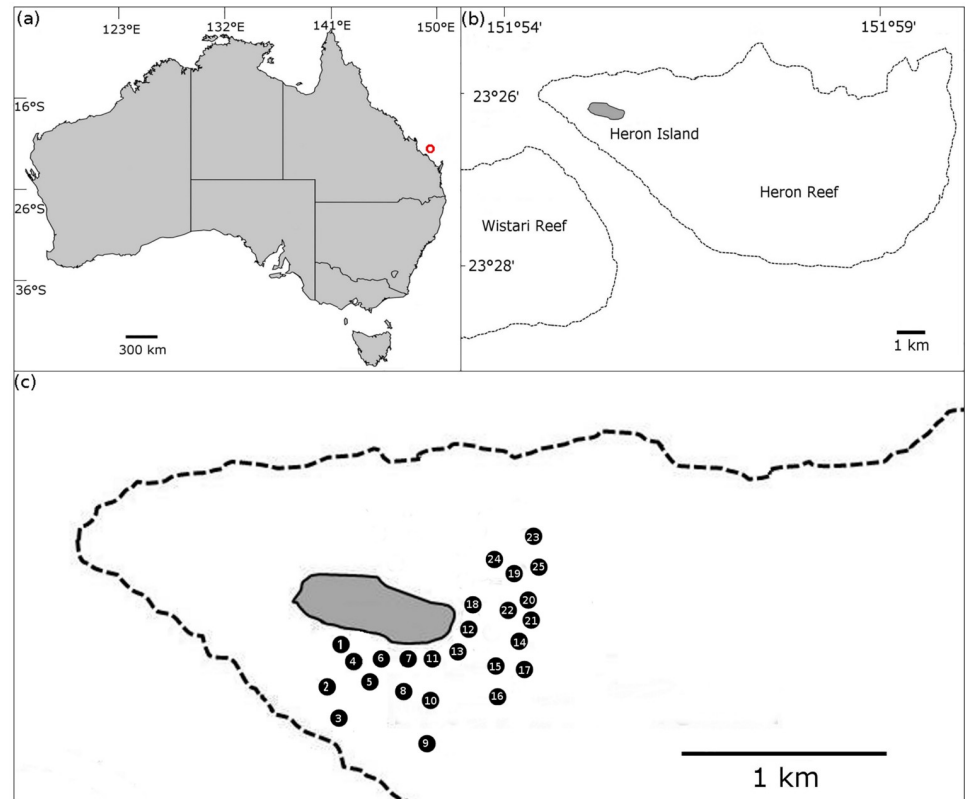 (a)
123°E 132°E 141°E 150°E
16°S
26°S
36°S
300 km
(b)
151°54' 151°59'
23°26'
Heron Island
Heron Reef
Wistari Reef
23°28'
1 km
(c)
23
24
25
19
20
18
22
21
12
14
1
13
4
6
7
11
15
17
5
2
8
16
10
3
9
1 km